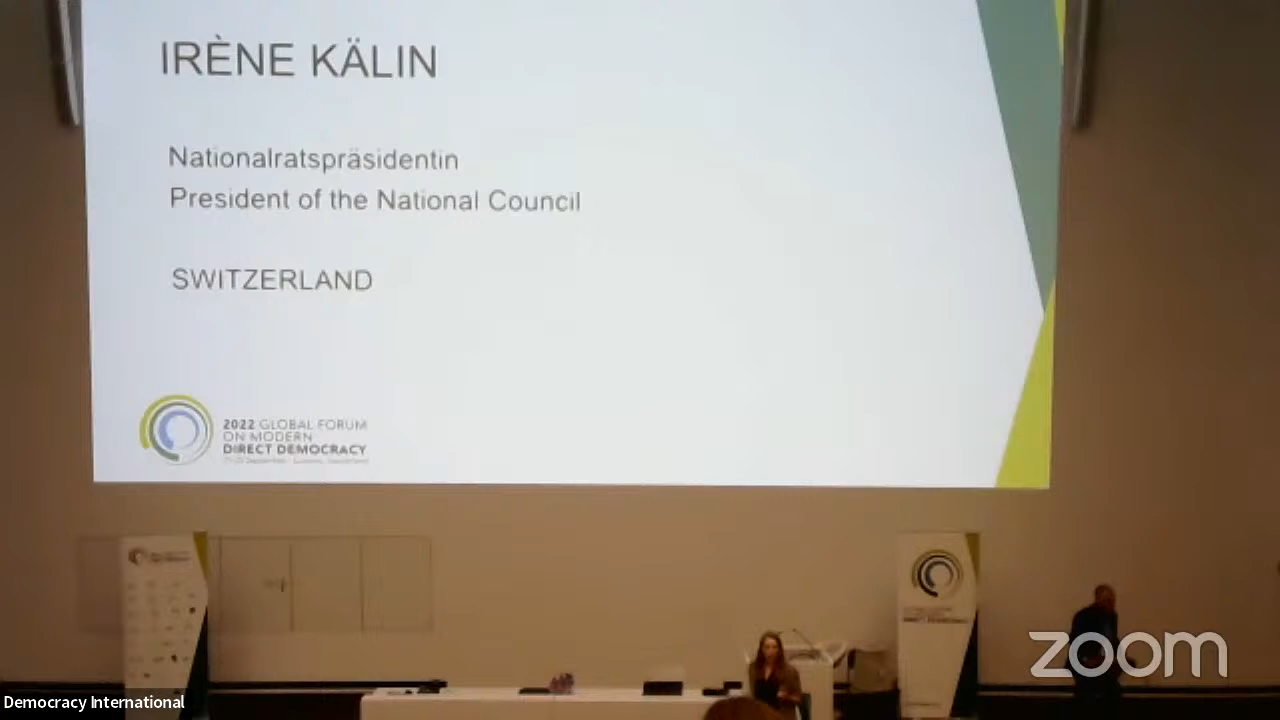 IRÈNE KÄLIN
Nationalratspräsidentin
President of the National Council
SWITZERLAND
2022 GLOBAL FORUM
ON MODERN
DIRECT DEMOCRACY
zoom
Democracy International